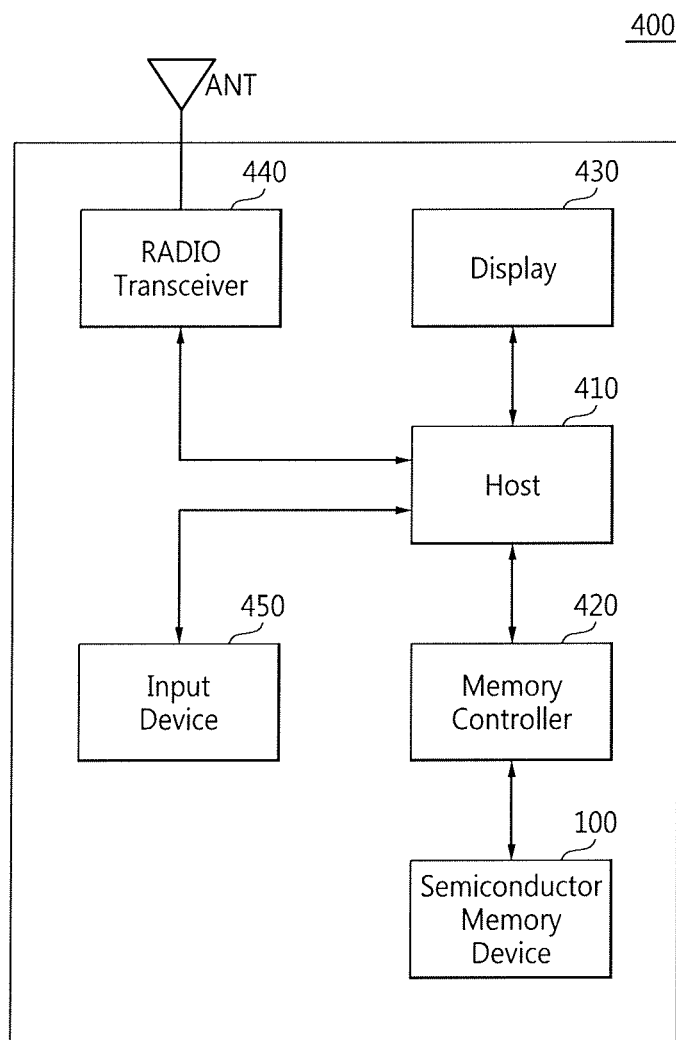 400
ANT
440
430
RADIO
Transceiver
Display
410
Host
450
420
Input
Device
Memory
Controller
100
Semiconductor
Memory
Device